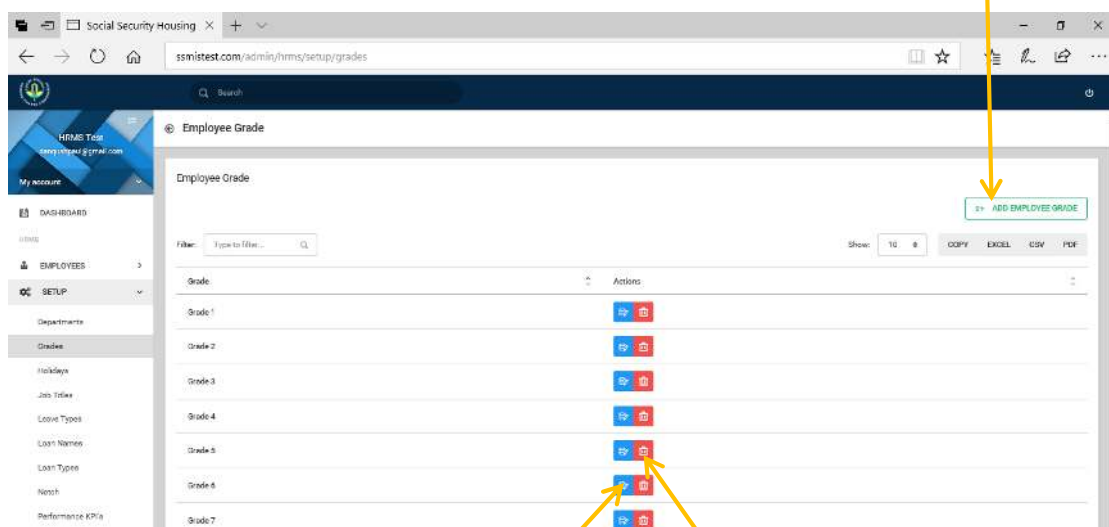 Social Security Housing
ssmistest.com/admin/hrms/setup/grades
Search
HRMS Test
My account
Employee Grade
Employee Grade
ADD EMPLOYEE GRADE
DASHBOARD
Filter: Type to filter...
Show: 10
COPY EXCEL CSV PDF
EMPLOYEES
SETUP
Grade Actions
Departments
Grade 1
Grades
Grade 2
Holidays
Grade 3
Job Titles
Leave Types
Grade 4
Loan Names
Grade 5
Loan Types
Notch
Grade 6
Performance KPI's
Grade 7